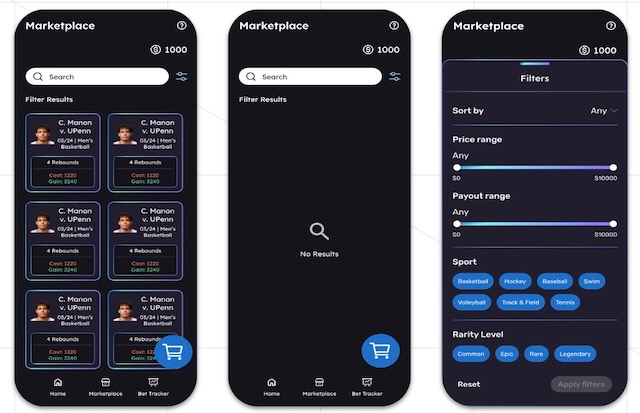 Marketplace
1000
Search
Filter Results
C. Manon
v. UPenn
03/24 | Men's
Basketball
4 Rebounds
Cost: 1220
Gain: 3240
C. Manon
v. UPenn
03/24 | Men's
Basketball
4 Rebounds
Cost: 1220
Gain: 3240
C. Manon
v. UPenn
03/24 | Men's
Basketball
4 Rebounds
Cost: 1220
Gain: 3240
C. Manon
v. UPenn
03/24 | Men's
Basketball
4 Rebounds
Cost: 1220
Gain: 3240
C. Manon
v. UPenn
03/24 | Men's
Basketball
4 Rebounds
Cost: 1220
Gain: 3240
C. Manon
v. UPenn
03/24 | Men's
Basketball
4 Rebounds
Cost: 1220
Gain: 3240
Home Marketplace Bet Tracker
Marketplace
1000
Search
Filter Results
No Results
Home Marketplace Bet Tracker
Marketplace
1000
Filters
Sort by Any
Price range
Any
$0 $10000
Payout range
Any
$0 $10000
Sport
Basketball Hockey Baseball Swim
Volleyball Track & Field Tennis
Rarity Level
Common Epic Rare Legendary
Reset Apply filters